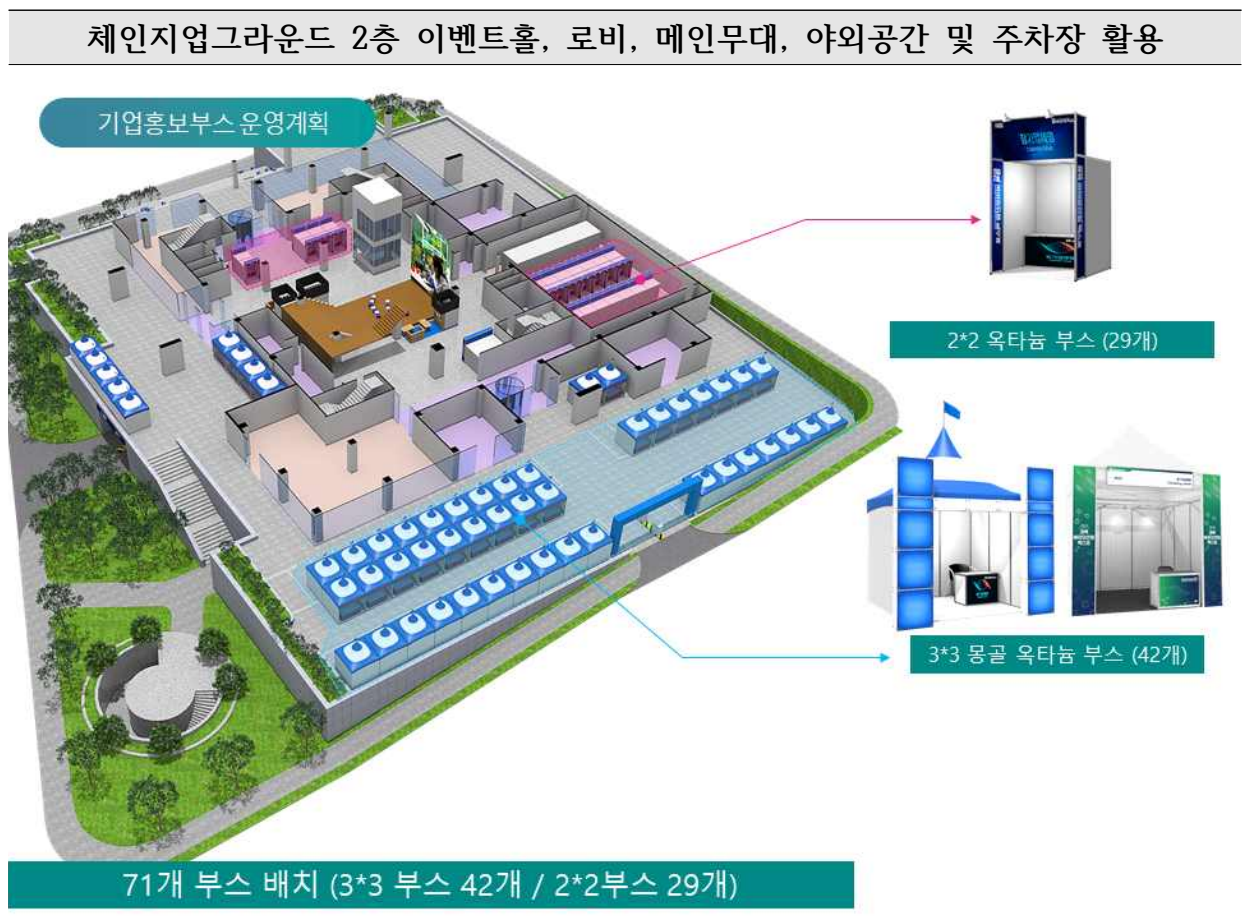 체인지업그라운드 2층 이벤트홀, 로비, 메인무대, 야외공간 및 주차장 활용
기업홍보부스 운영계획
2*2 옥타늄 부스 (29개)
3*3 몽골 옥타늄 부스 (42개)
71개 부스 배치 (3*3 부스 42개 / 2*2부스 29개)